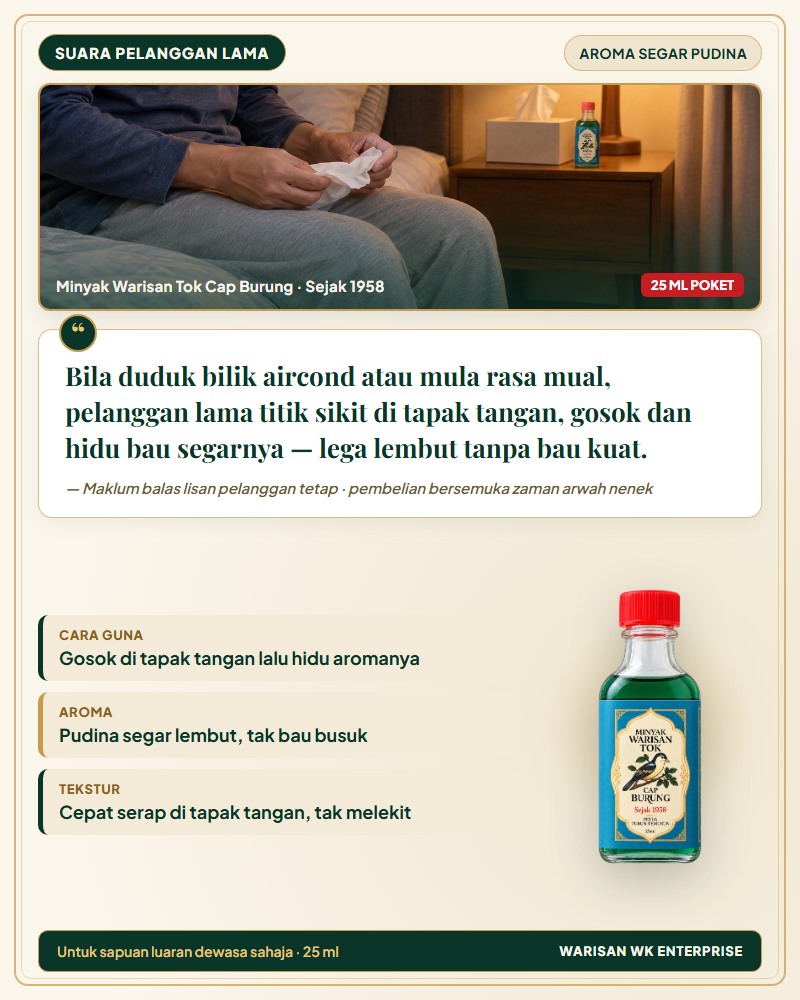 SUARA PELANGGAN LAMA
AROMA SEGAR PUDINA
Minyak Warisan Tok Cap Burung · Sejak 1958
25 ML POKET
“
Bila duduk bilik aircond atau mula rasa mual,
pelanggan lama titik sikit di tapak tangan, gosok dan
hidu bau segarnya — lega lembut tanpa bau kuat.
— Maklum balas lisan pelanggan tetap · pembelian bersemuka zaman arwah nenek
CARA GUNA
Gosok di tapak tangan lalu hidu aromanya
AROMA
Pudina segar lembut, tak bau busuk
TEKSTUR
Cepat serap di tapak tangan, tak melekit
MINYAK
WARISAN
TOK
CAP
BURUNG
Sejak 1958
25ml
Untuk sapuan luaran dewasa sahaja · 25 ml
WARISAN WK ENTERPRISE